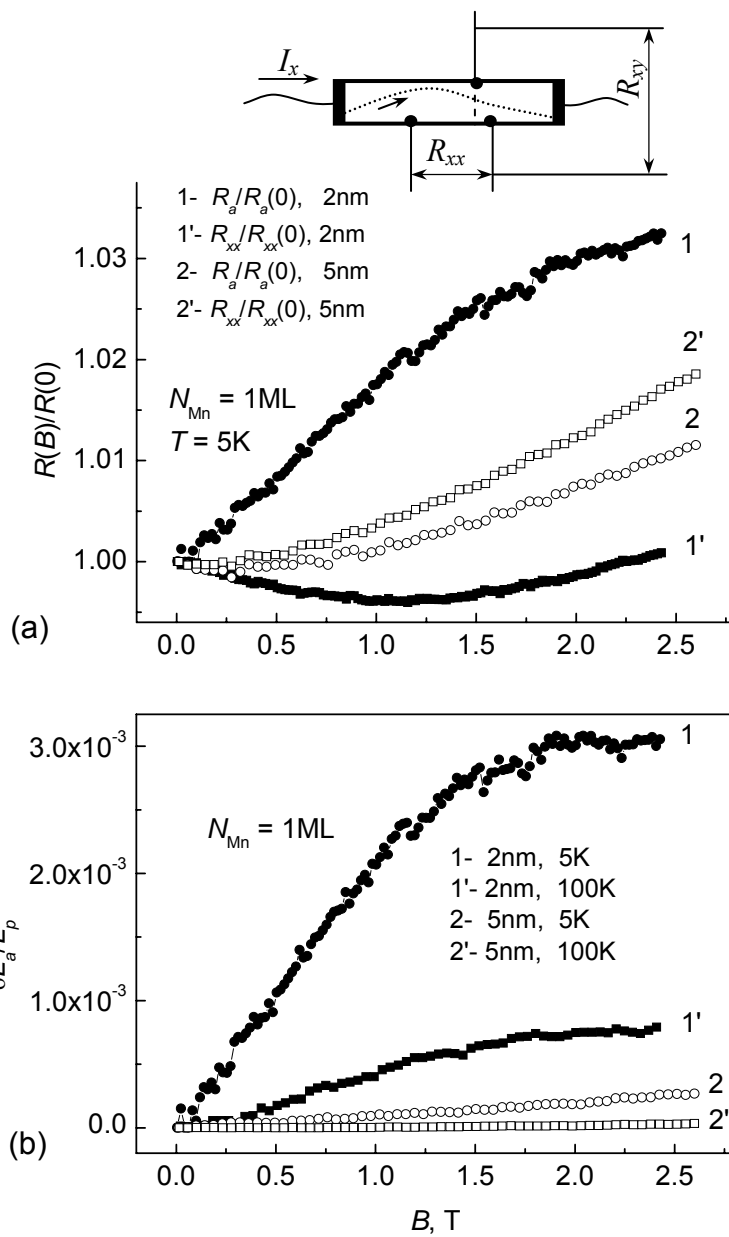 I_x
R_xy
R_xx
1- R_a/R_a(0), 2nm
1'- R_xx/R_xx(0), 2nm
2- R_a/R_a(0), 5nm
2'- R_xx/R_xx(0), 5nm
N_Mn = 1ML
T = 5K
1
2'
2
1'
R(B)/R(0)
1.03
1.02
1.01
1.00
0.0 0.5 1.0 1.5 2.0 2.5
(a)
N_Mn = 1ML
1- 2nm, 5K
1'- 2nm, 100K
2- 5nm, 5K
2'- 5nm, 100K
1
1'
2
2'
3.0x10^-3
2.0x10^-3
1.0x10^-3
0.0
0.0 0.5 1.0 1.5 2.0 2.5
(b)
B, T